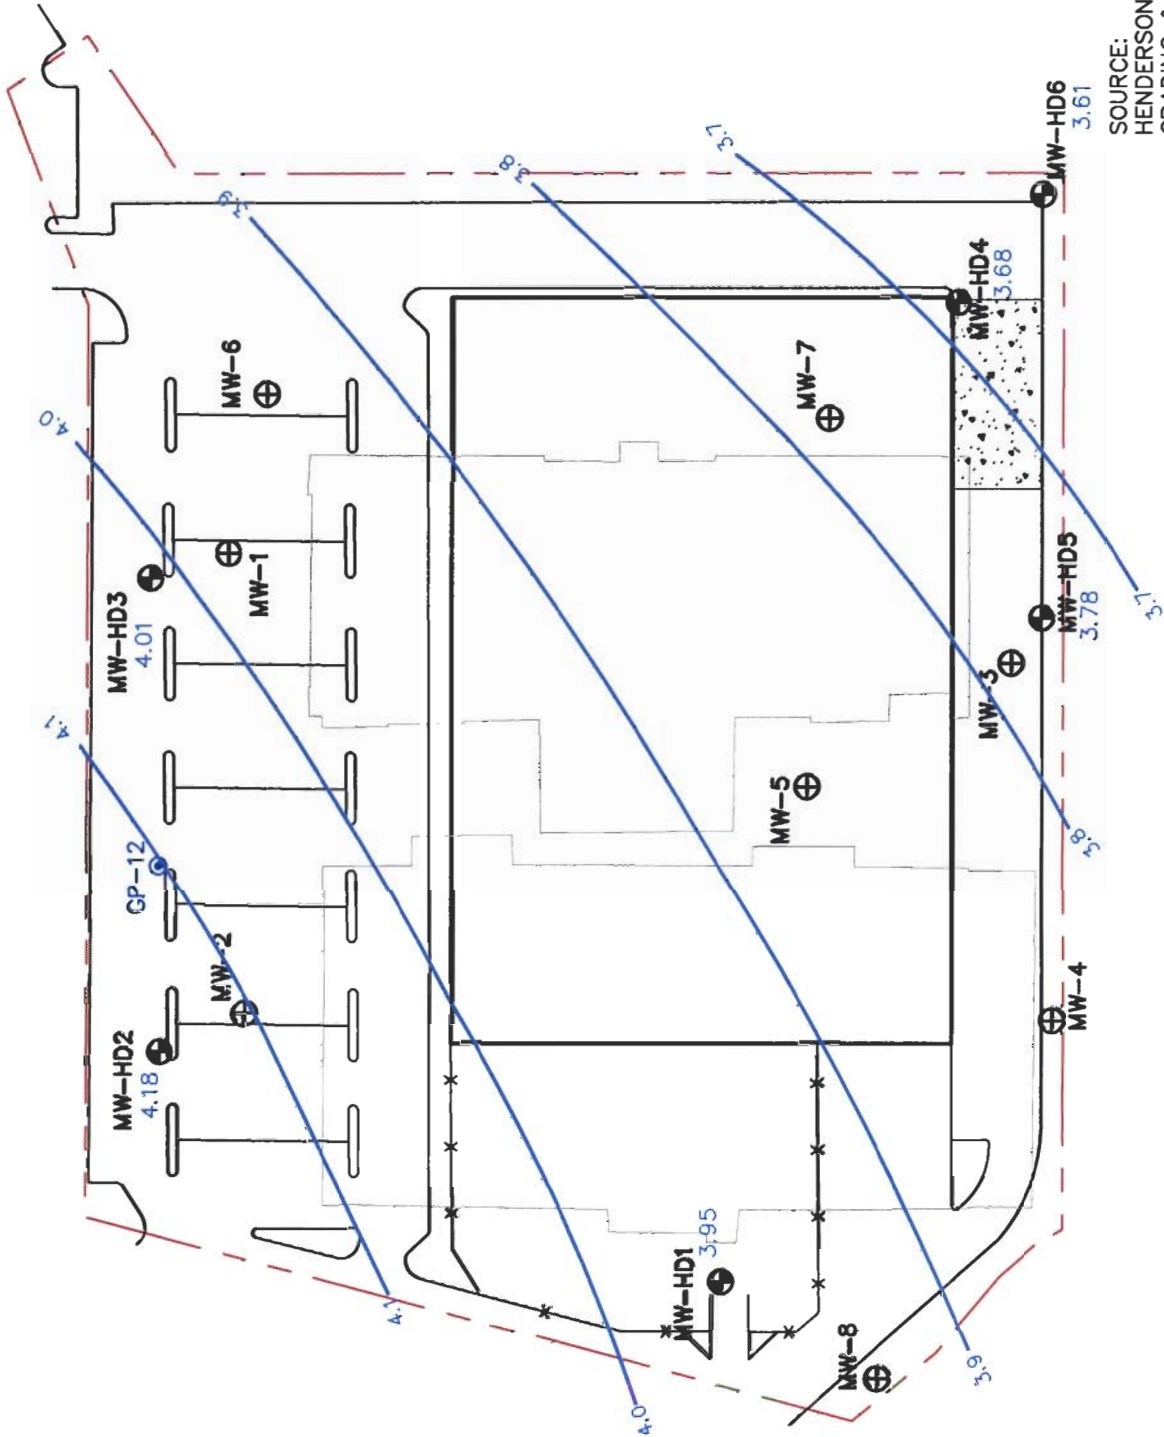 4.0
4.1
3.9
3.8
3.7
MW-6
MW-HD3
4.01
MW-1
GP-12
MW-2
MW-HD2
4.18
MW-7
MW-HD4
3.68
MW-HD6
3.61
SOURCE:
HENDERSON
MW-5
MW-3
MW-HD5
3.78
3.7
3.8
MW-4
MW-HD1
3.95
MW-8
4.1
4.0
3.9